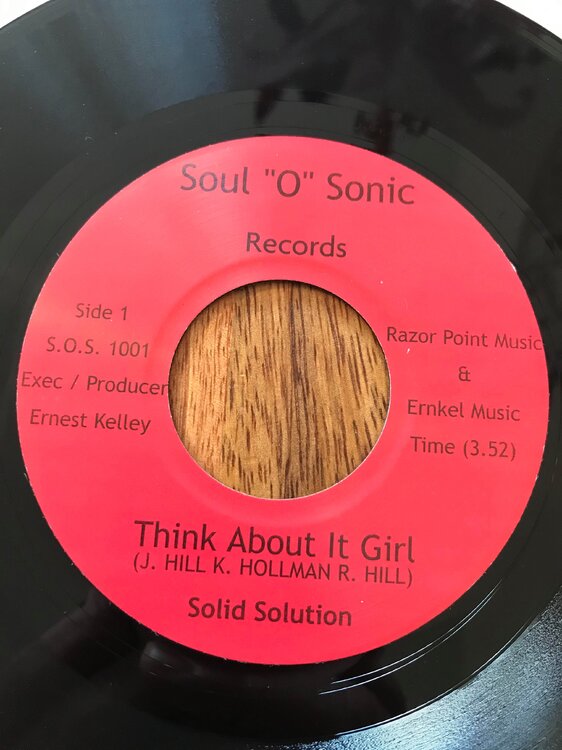 Soul "O" Sonic
Records
Side 1
S.O.S. 1001
Exec / Producer
Ernest Kelley
Razor Point Music
&
Ernkel Music
Time (3.52)
Think About It Girl
(J. HILL K. HOLLMAN R. HILL)
Solid Solution